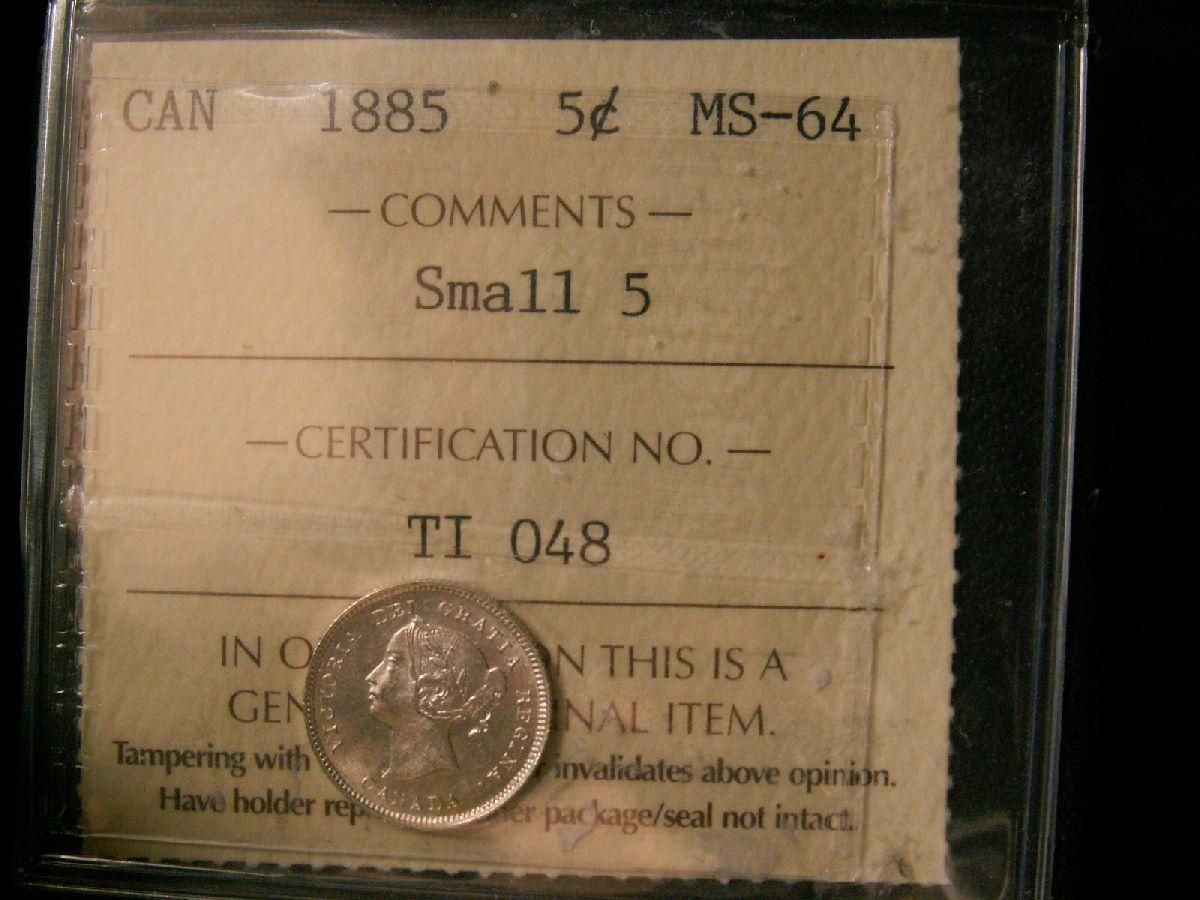 CAN 1885 5¢ MS-64
— COMMENTS —
Small 5
— CERTIFICATION NO. —
TI 048
IN O N THIS IS A
GEN NAL ITEM.
Tampering with invalidates above opinion.
Have holder rep er package/seal not intact.
VICTORIA DEI GRATIA REGINA.
CANADA